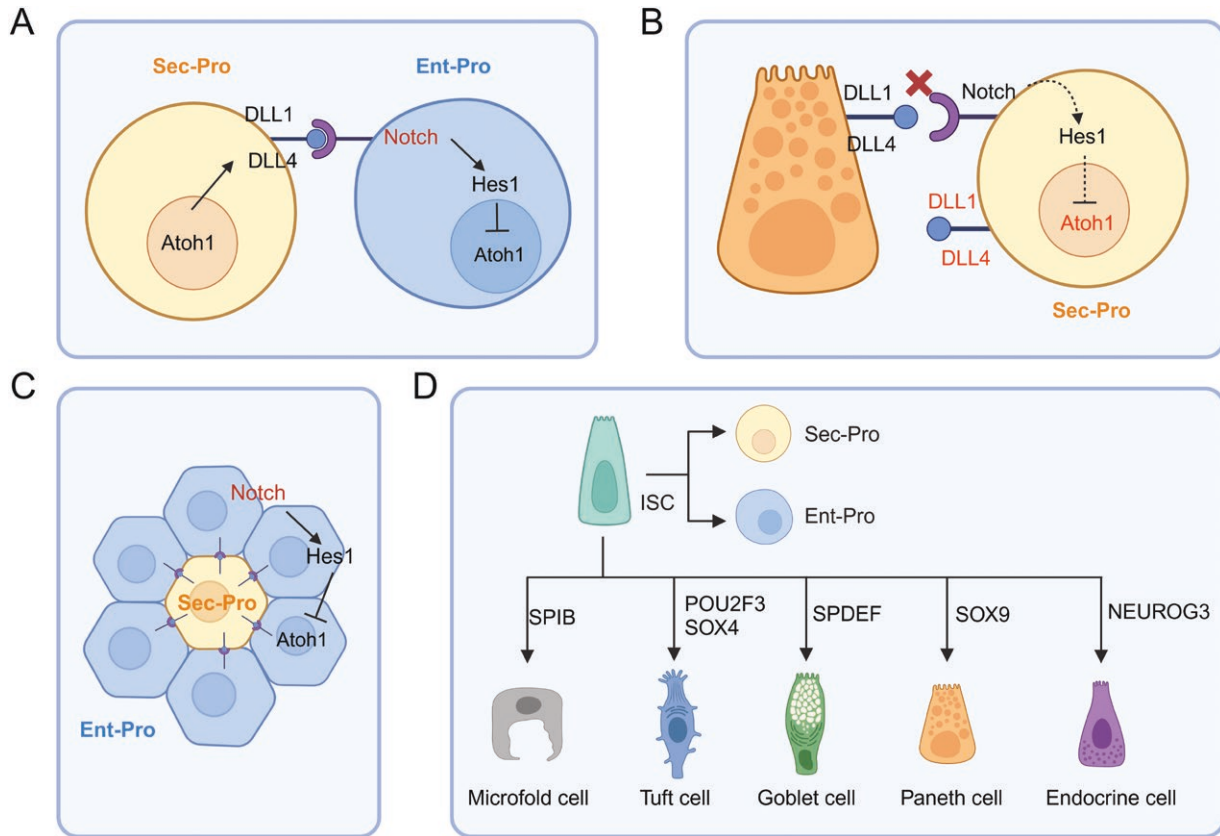 A
Sec-Pro
Ent-Pro
DLL1
DLL4
Notch
Hes1
Atoh1
Atoh1
B
DLL1
DLL4
Notch
Hes1
Atoh1
DLL1
DLL4
Sec-Pro
C
Notch
Hes1
Sec-Pro
Atoh1
Ent-Pro
D
Sec-Pro
ISC
Ent-Pro
SPIB
POU2F3
SOX4
SPDEF
SOX9
NEUROG3
Microfold cell
Tuft cell
Goblet cell
Paneth cell
Endocrine cell